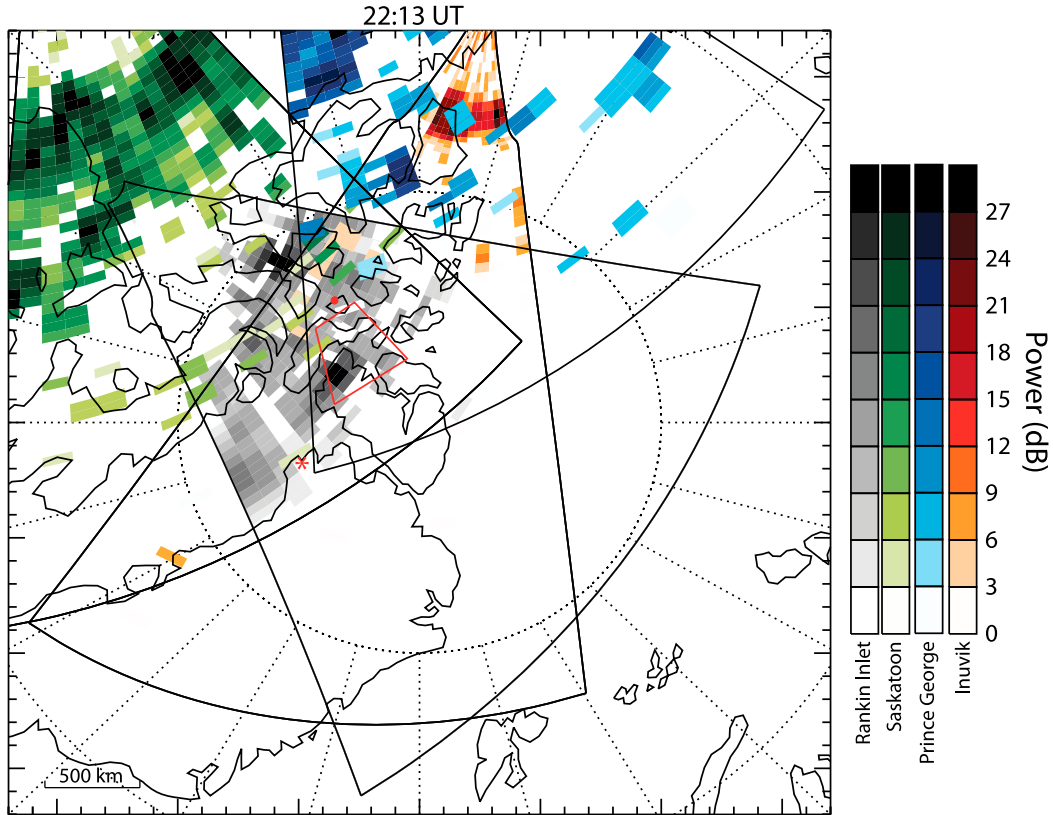 22:13 UT
27
24
21
18
15
12
9
6
3
0
Power (dB)
Rankin Inlet
Saskatoon
Prince George
Inuvik
500 km